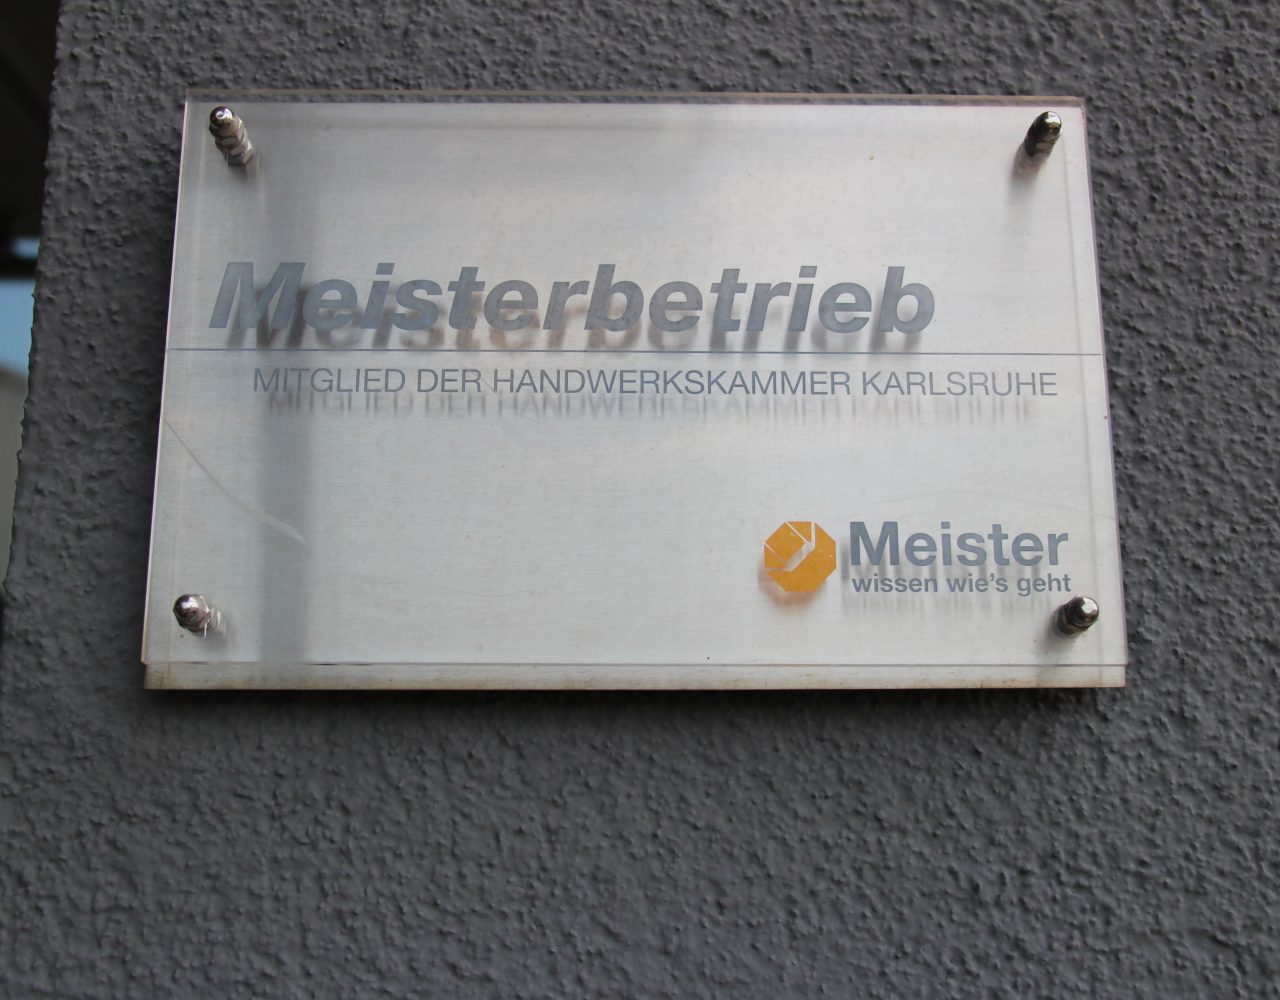 Meisterbetrieb
MITGLIED DER HANDWERKSKAMMER KARLSRUHE
Meister
wissen wie's geht